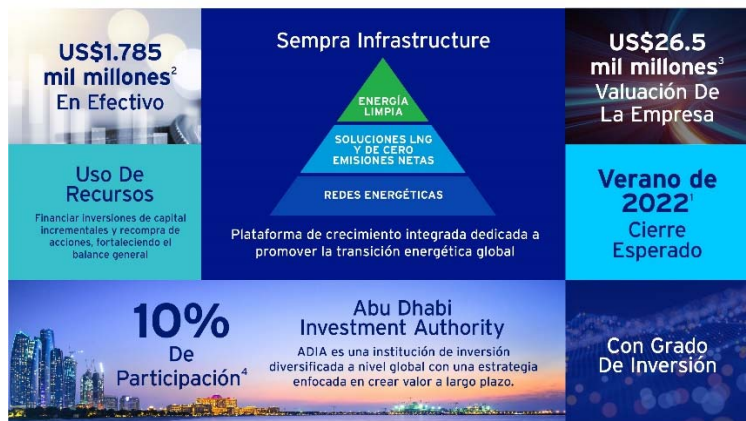 US$1.785
mil millones²
En Efectivo
Sempra Infrastructure
ENERGÍA
LIMPIA
SOLUCIONES LNG
Y DE CERO
EMISIONES NETAS
REDES ENERGÉTICAS
Plataforma de crecimiento integrada dedicada a
promover la transición energética global
US$26.5
mil millones³
Valuación De
La Empresa
Uso De
Recursos
Financiar inversiones de capital
incrementales y recompra de
acciones, fortaleciendo el
balance general
Verano de
2022¹
Cierre
Esperado
10%
De
Participación⁴
Abu Dhabi
Investment Authority
ADIA es una institución de inversión
diversificada a nivel global con una estrategia
enfocada en crear valor a largo plazo.
Con Grado
De Inversión